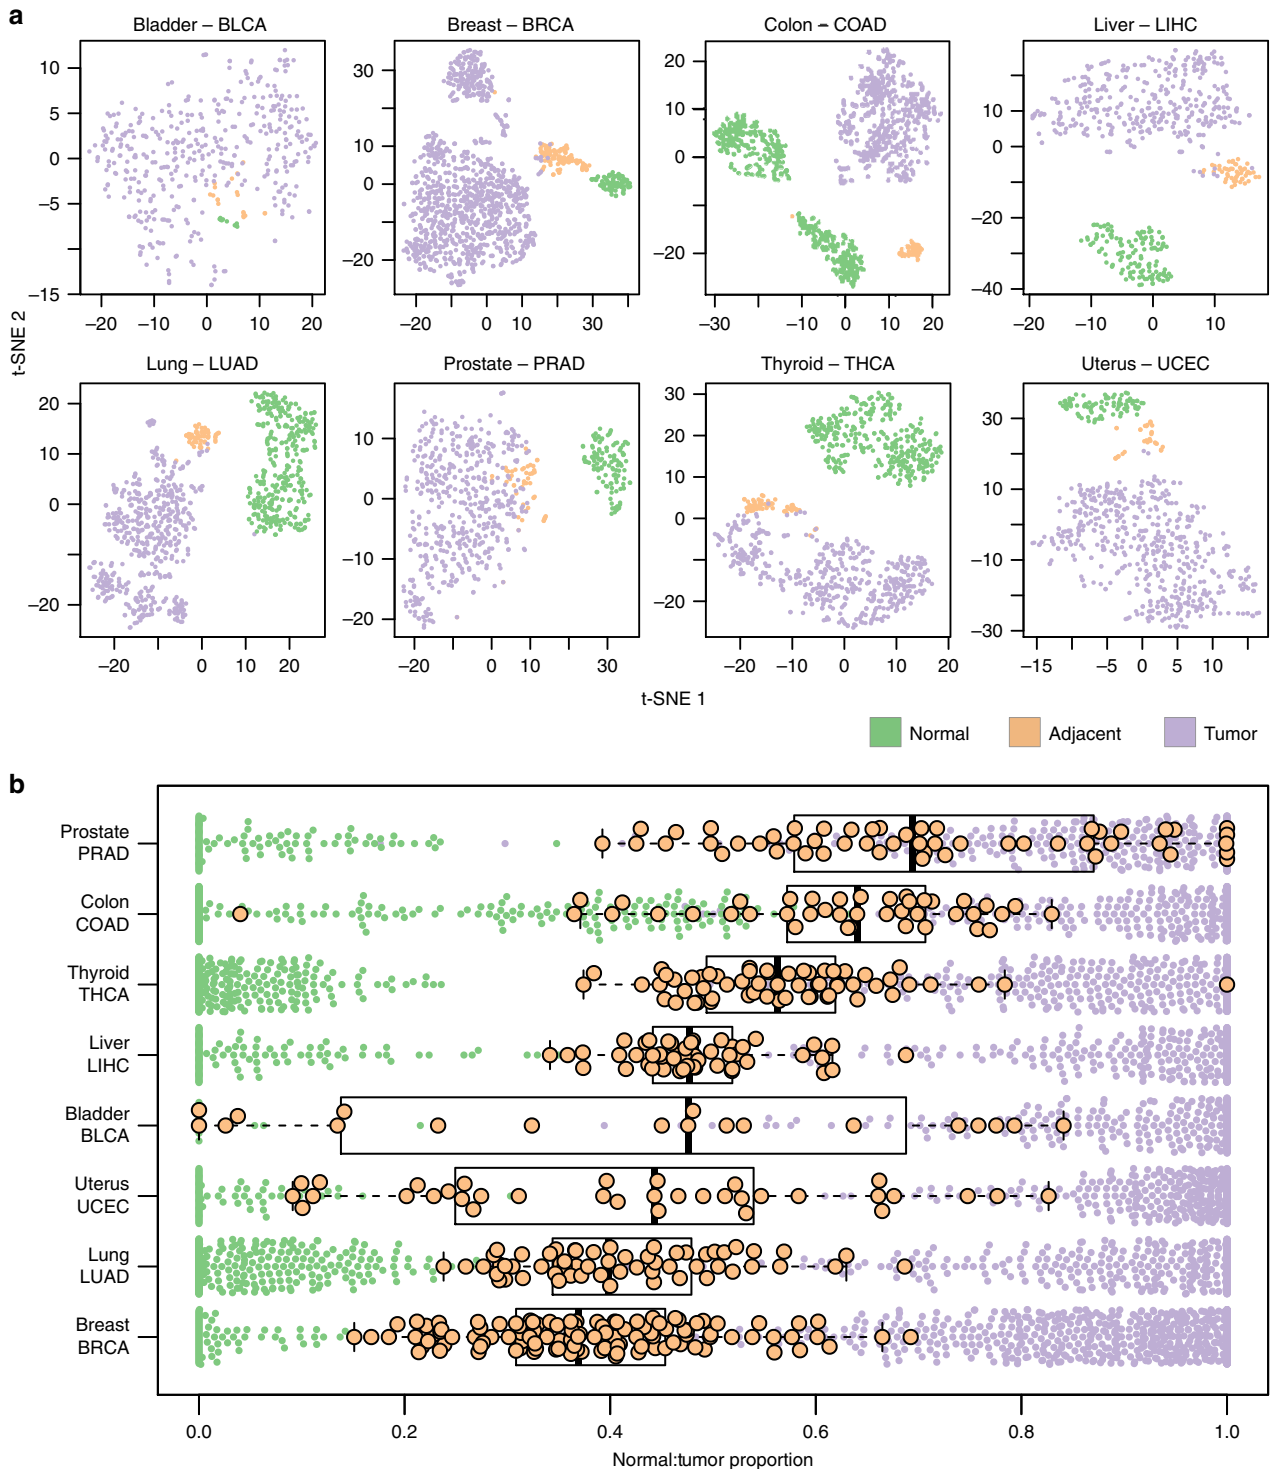 a
Bladder – BLCA
Breast – BRCA
Colon – COAD
Liver – LIHC
10
5
0
–5
–15
–20 –10 0 10 20
30
10
0
–20
–20 0 10 30
20
10
0
–20
–30 –10 0 10 20
0
–20
–40
–20 –10 0 10
t-SNE 2
Lung – LUAD
Prostate – PRAD
Thyroid – THCA
Uterus – UCEC
20
10
0
–20
–20 0 10 20
10
0
–20
–20 0 10 30
30
20
10
0
–20
–20 –10 0 10 20
30
10
–10
–30
–15 –5 0 5 10
t-SNE 1
Normal
Adjacent
Tumor
b
Prostate
PRAD
Colon
COAD
Thyroid
THCA
Liver
LIHC
Bladder
BLCA
Uterus
UCEC
Lung
LUAD
Breast
BRCA
0.0 0.2 0.4 0.6 0.8 1.0
Normal:tumor proportion